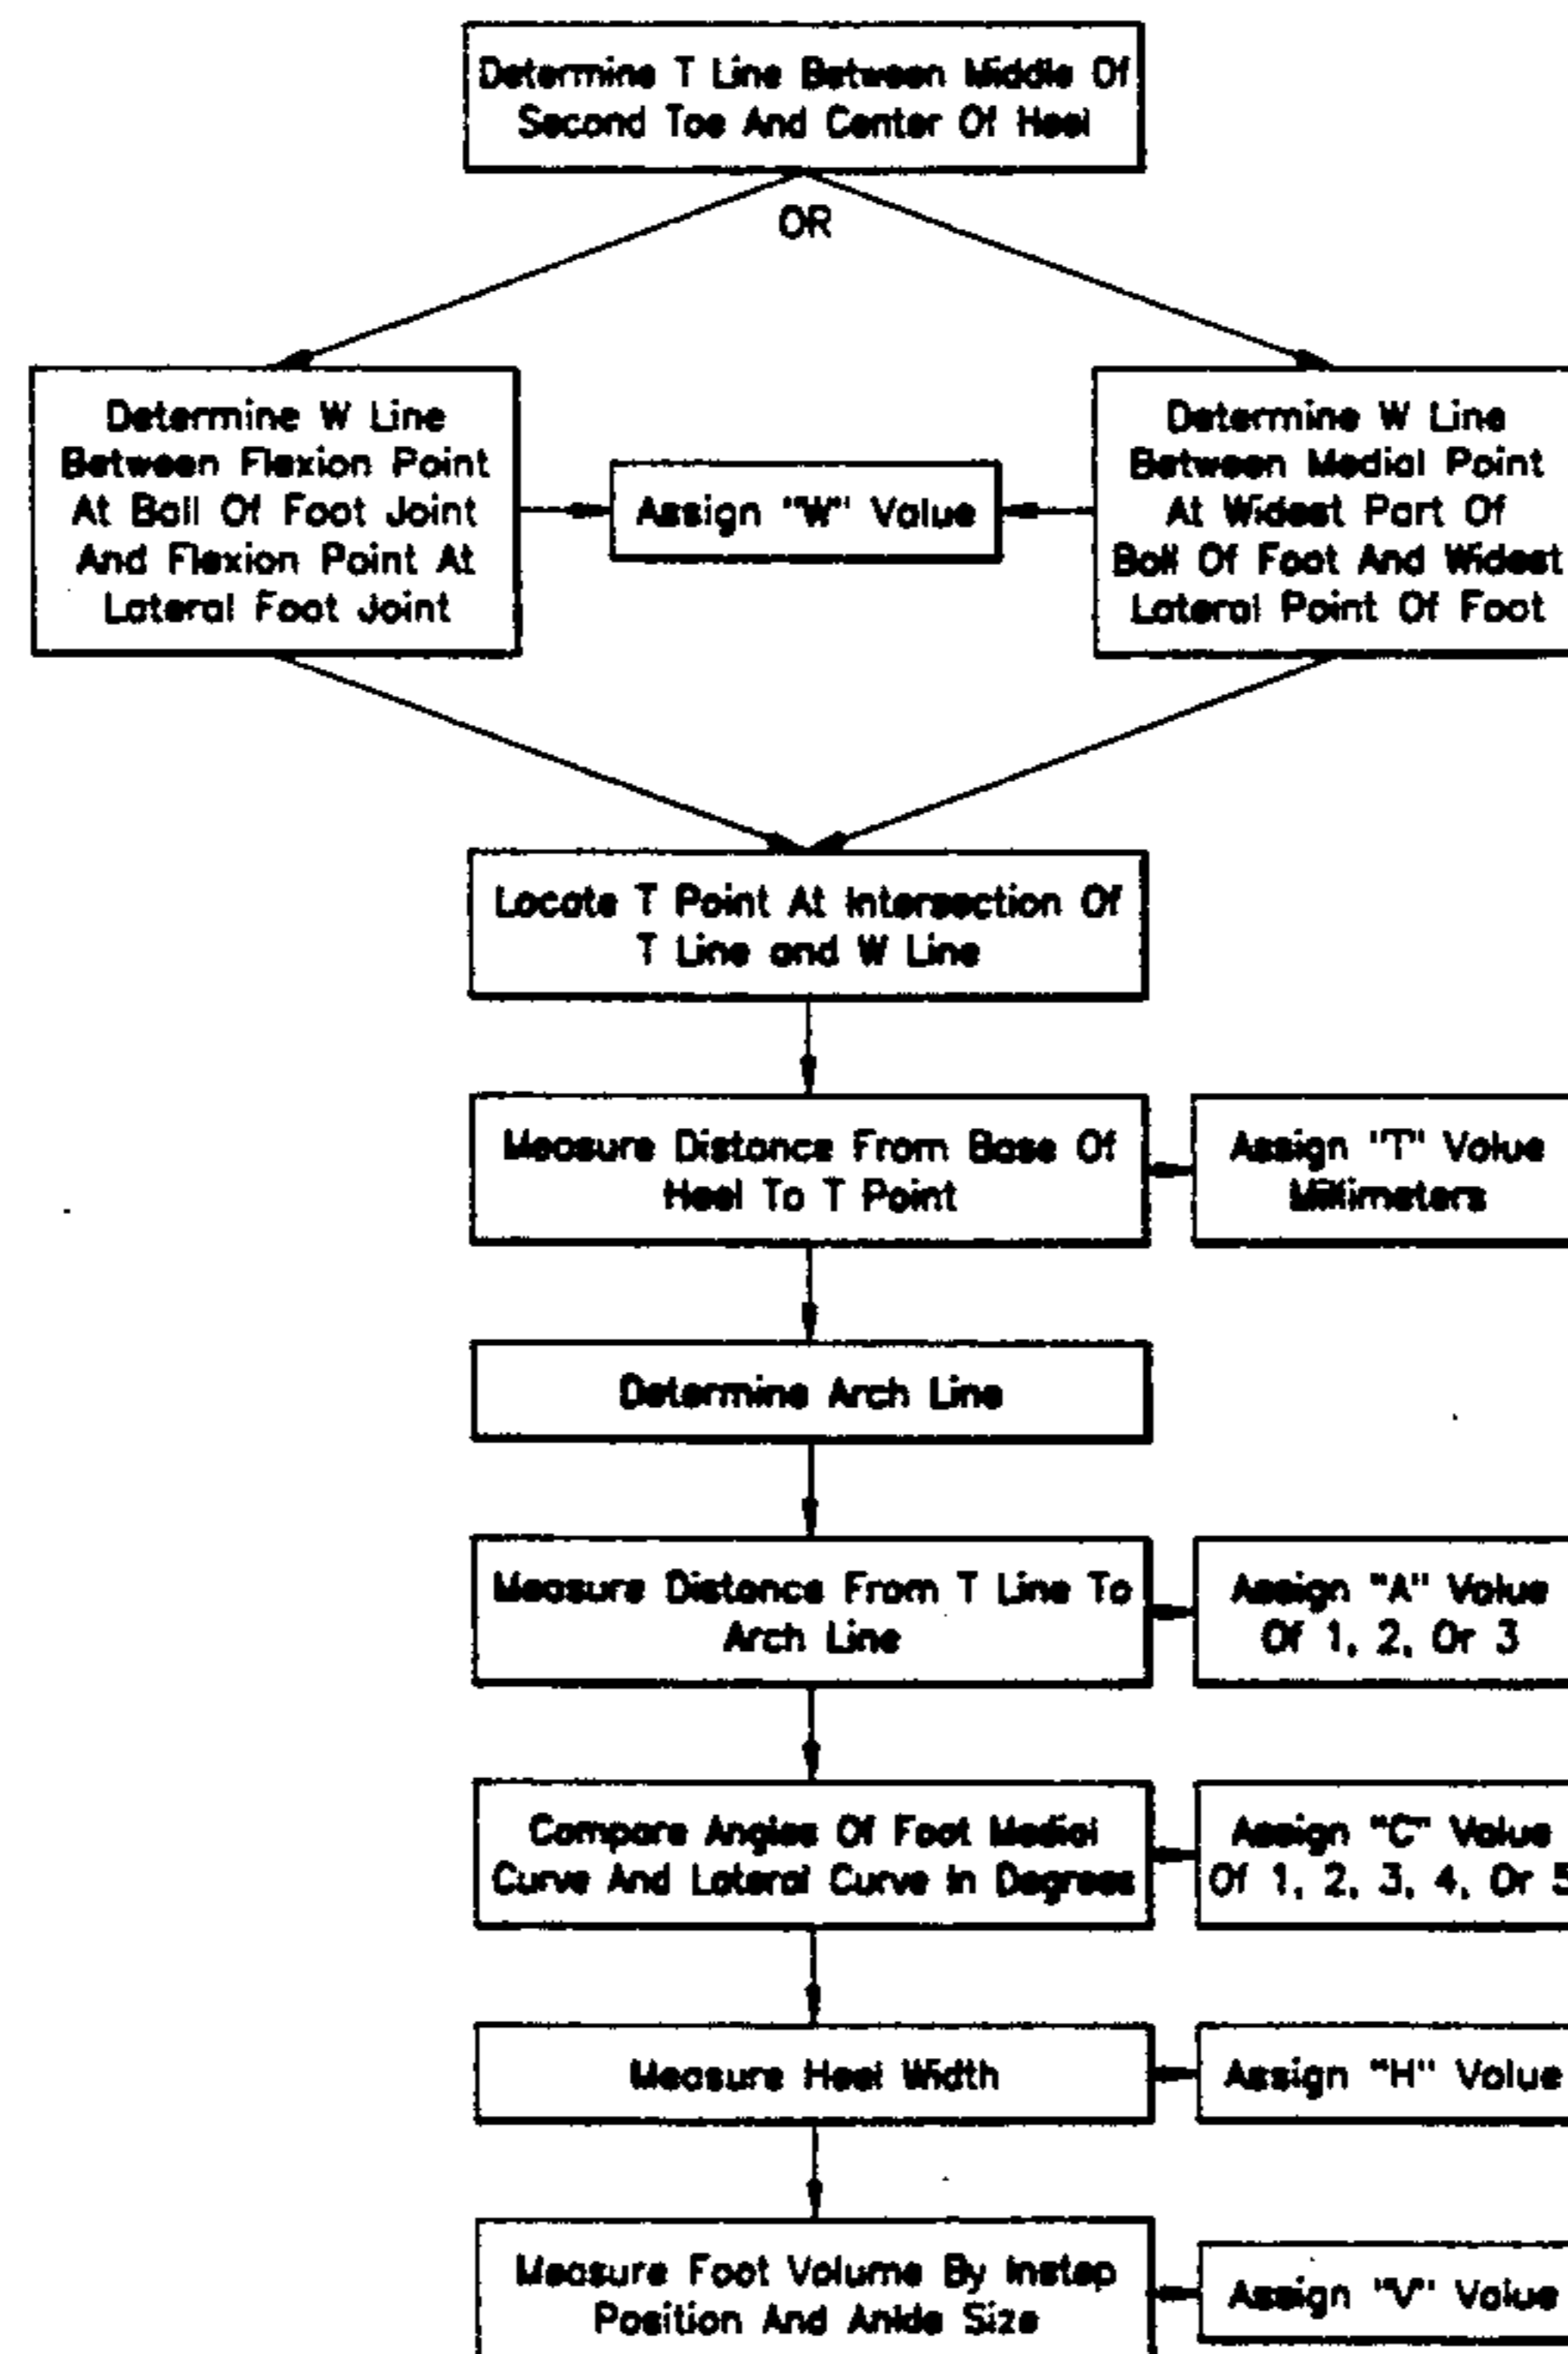 Determine T Line Between Middle Of
Second Toe And Center Of Heel
OR
Determine W Line
Between Flexion Point
At Ball Of Foot Joint
And Flexion Point At
Lateral Foot Joint
Assign "W" Value
Determine W Line
Between Medial Point
At Widest Part Of
Ball Of Foot And Widest
Lateral Point Of Foot
Locate T Point At Intersection Of
T Line and W Line
Measure Distance From Base Of
Heel To T Point
Assign "T" Value
Millimeters
Determine Arch Line
Measure Distance From T Line To
Arch Line
Assign "A" Value
Of 1, 2, Or 3
Compare Angles Of Foot Medial
Curve And Lateral Curve In Degrees
Assign "C" Value
Of 1, 2, 3, 4, Or 5
Measure Heel Width
Assign "H" Value
Measure Foot Volume By Instep
Position And Ankle Size
Assign "V" Value